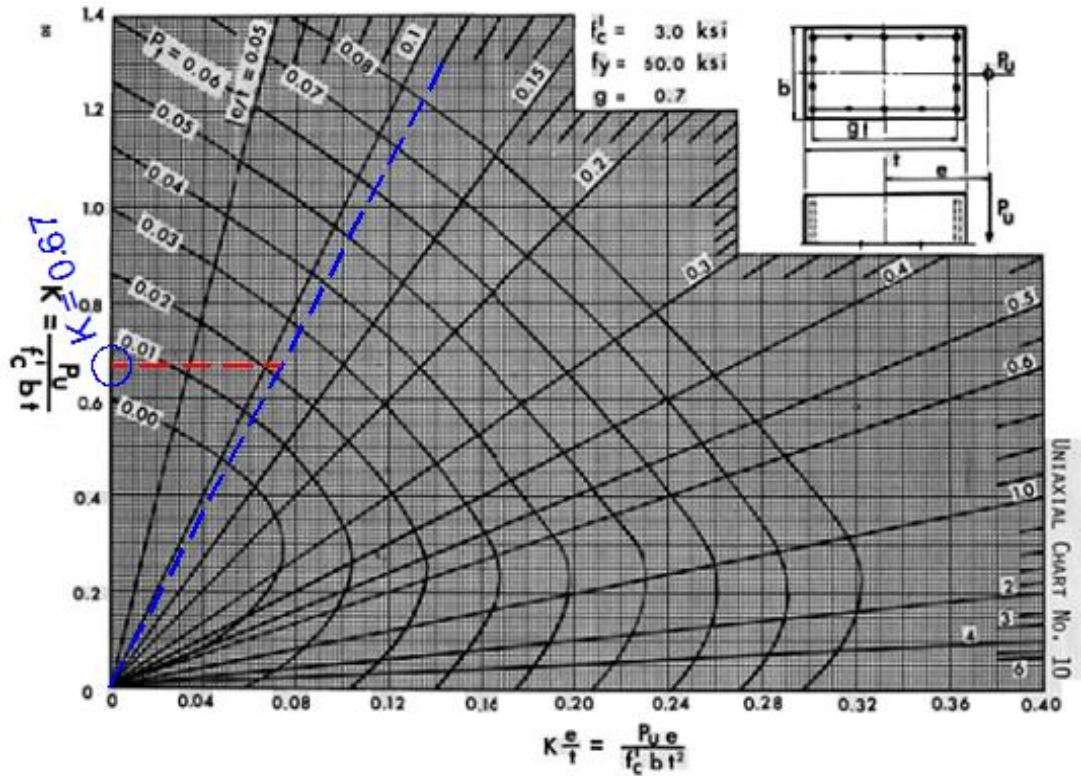 ∞
1.4
1.2
1.0
0.8
0.6
0.4
0.2
0
K=0.67
K = Pu / f'c b t
Pt = 0.06
0.05
0.04
0.03
0.02
0.01
0.00
0.07
0.08
e/t = 0.05
0.1
0.15
0.2
0.3
0.4
0.5
0.6
1.0
2
3
4
6
f'c = 3.0 ksi
fy = 50.0 ksi
g = 0.7
b
Pu
gt
t
e
Pu
UNIAXIAL CHART NO. 10
0 0.04 0.08 0.12 0.16 0.20 0.24 0.28 0.32 0.36 0.40
K e/t = Pu e / f'c b t²